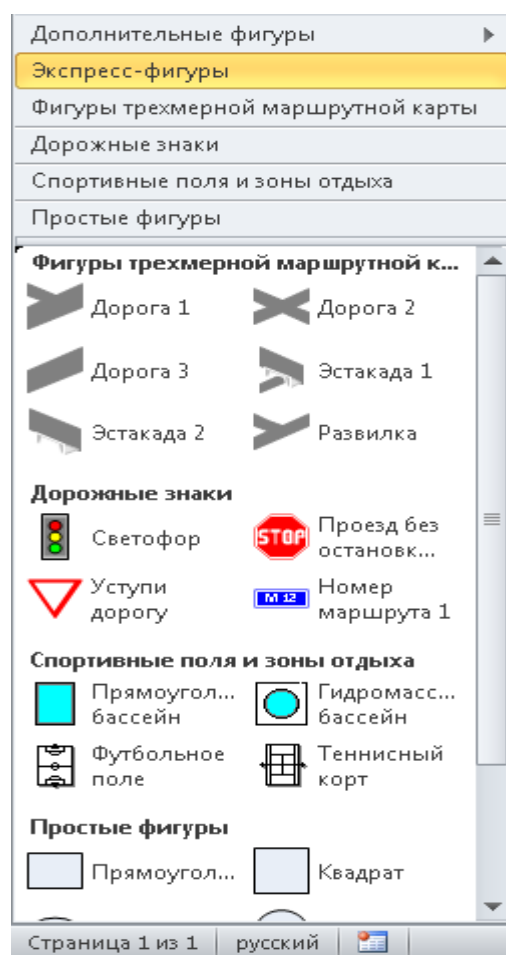 Дополнительные фигуры
Экспресс-фигуры
Фигуры трехмерной маршрутной карты
Дорожные знаки
Спортивные поля и зоны отдыха
Простые фигуры
Фигуры трехмерной маршрутной к...
Дорога 1
Дорога 2
Дорога 3
Эстакада 1
Эстакада 2
Развилка
Дорожные знаки
Светофор
STOP
Проезд без
остановк...
Уступи
дорогу
M 12
Номер
маршрута 1
Спортивные поля и зоны отдыха
Прямоугол...
бассейн
Гидромасс...
бассейн
Футбольное
поле
Теннисный
корт
Простые фигуры
Прямоугол...
Квадрат
Страница 1 из 1
русский